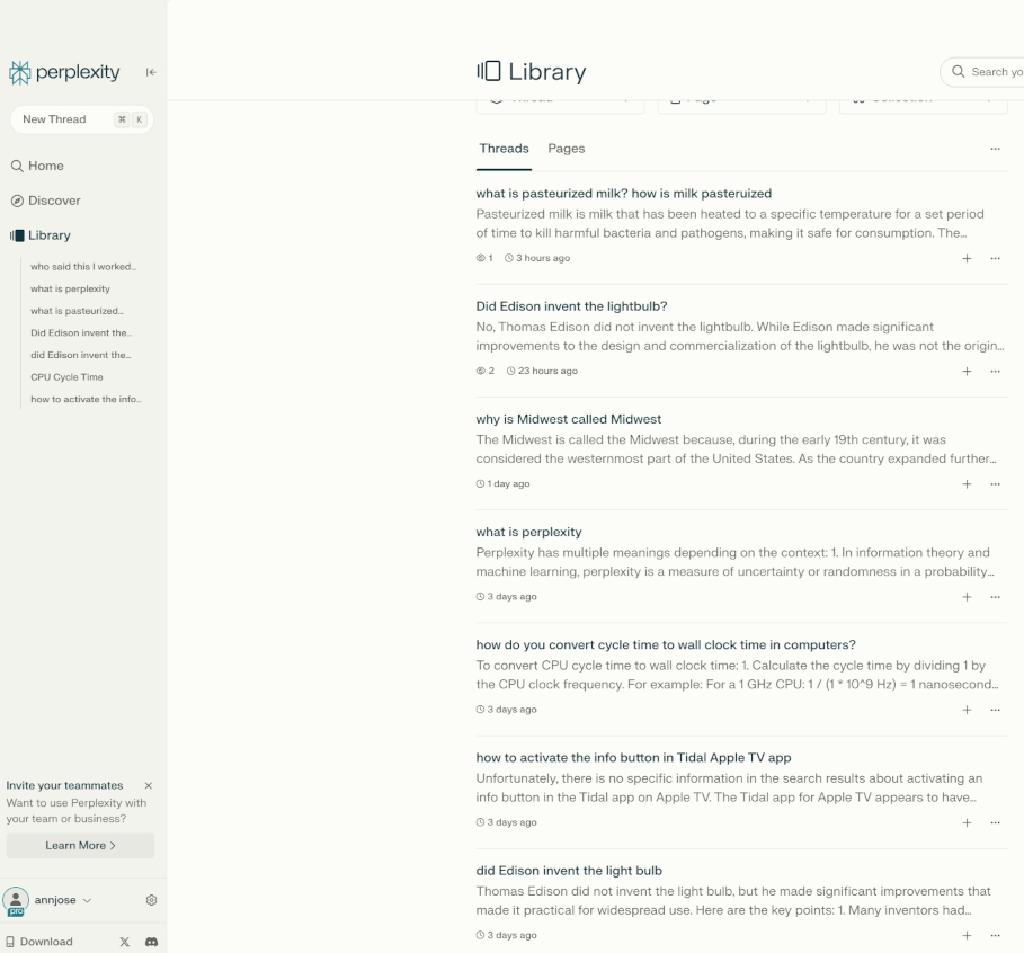 perplexity
New Thread ⌘ K
Home
Discover
Library
who said this I worked…
what is perplexity
what is pasteurized…
Did Edison invent the…
did Edison invent the…
CPU Cycle Time
how to activate the info…
Invite your teammates
Want to use Perplexity with
your team or business?
Learn More
annjose
pro
Download
Library
Search yo
Thread Page Collection
Threads Pages
what is pasteurized milk? how is milk pasteruized
Pasteurized milk is milk that has been heated to a specific temperature for a set period
of time to kill harmful bacteria and pathogens, making it safe for consumption. The…
1 3 hours ago
Did Edison invent the lightbulb?
No, Thomas Edison did not invent the lightbulb. While Edison made significant
improvements to the design and commercialization of the lightbulb, he was not the origin…
2 23 hours ago
why is Midwest called Midwest
The Midwest is called the Midwest because, during the early 19th century, it was
considered the westernmost part of the United States. As the country expanded further…
1 day ago
what is perplexity
Perplexity has multiple meanings depending on the context: 1. In information theory and
machine learning, perplexity is a measure of uncertainty or randomness in a probability…
3 days ago
how do you convert cycle time to wall clock time in computers?
To convert CPU cycle time to wall clock time: 1. Calculate the cycle time by dividing 1 by
the CPU clock frequency. For example: For a 1 GHz CPU: 1 / (1 * 10^9 Hz) = 1 nanosecond…
3 days ago
how to activate the info button in Tidal Apple TV app
Unfortunately, there is no specific information in the search results about activating an
info button in the Tidal app on Apple TV. The Tidal app for Apple TV appears to have…
3 days ago
did Edison invent the light bulb
Thomas Edison did not invent the light bulb, but he made significant improvements that
made it practical for widespread use. Here are the key points: 1. Many inventors had…
3 days ago